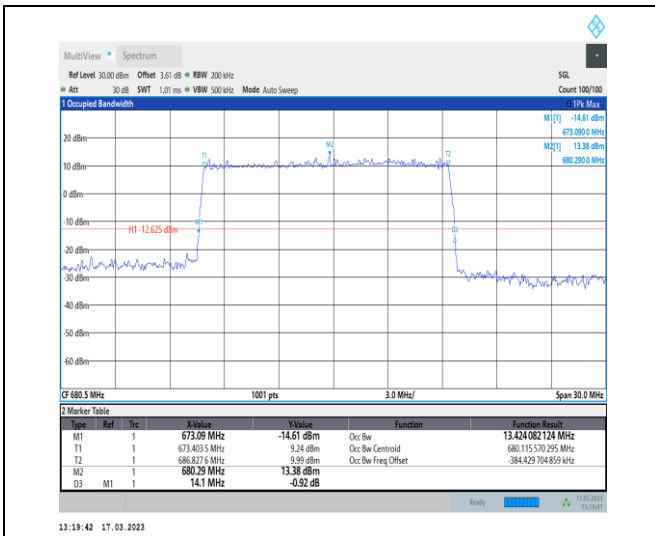 MultiView Spectrum
Ref Level 30.00 dBm Offset 3.61 dB RBW 200 kHz SGL
Att 30 dB SWT 1.01 ms VBW 500 kHz Mode Auto Sweep Count 100/100
1 Occupied Bandwidth 1Pk Max
M1[1] -14.61 dBm
673.0900 MHz
M2[1] 13.38 dBm
680.2900 MHz
20 dBm
M2
T1
T2
10 dBm
0 dBm
-10 dBm
M1
H1 -12.625 dBm
D3
-20 dBm
-30 dBm
-40 dBm
-50 dBm
-60 dBm
CF 680.5 MHz 1001 pts 3.0 MHz/ Span 30.0 MHz
2 Marker Table
Type Ref Trc X-Value Y-Value Function Function Result
M1 1 673.09 MHz -14.61 dBm Occ Bw 13.424 082 124 MHz
T1 1 673.403 5 MHz 9.24 dBm Occ Bw Centroid 680.115 570 295 MHz
T2 1 686.827 6 MHz 9.99 dBm Occ Bw Freq Offset -384.429 704 859 kHz
M2 1 680.29 MHz 13.38 dBm
D3 M1 1 14.1 MHz -0.92 dB
Ready 17.03.2023
13:19:41
13:19:42 17.03.2023